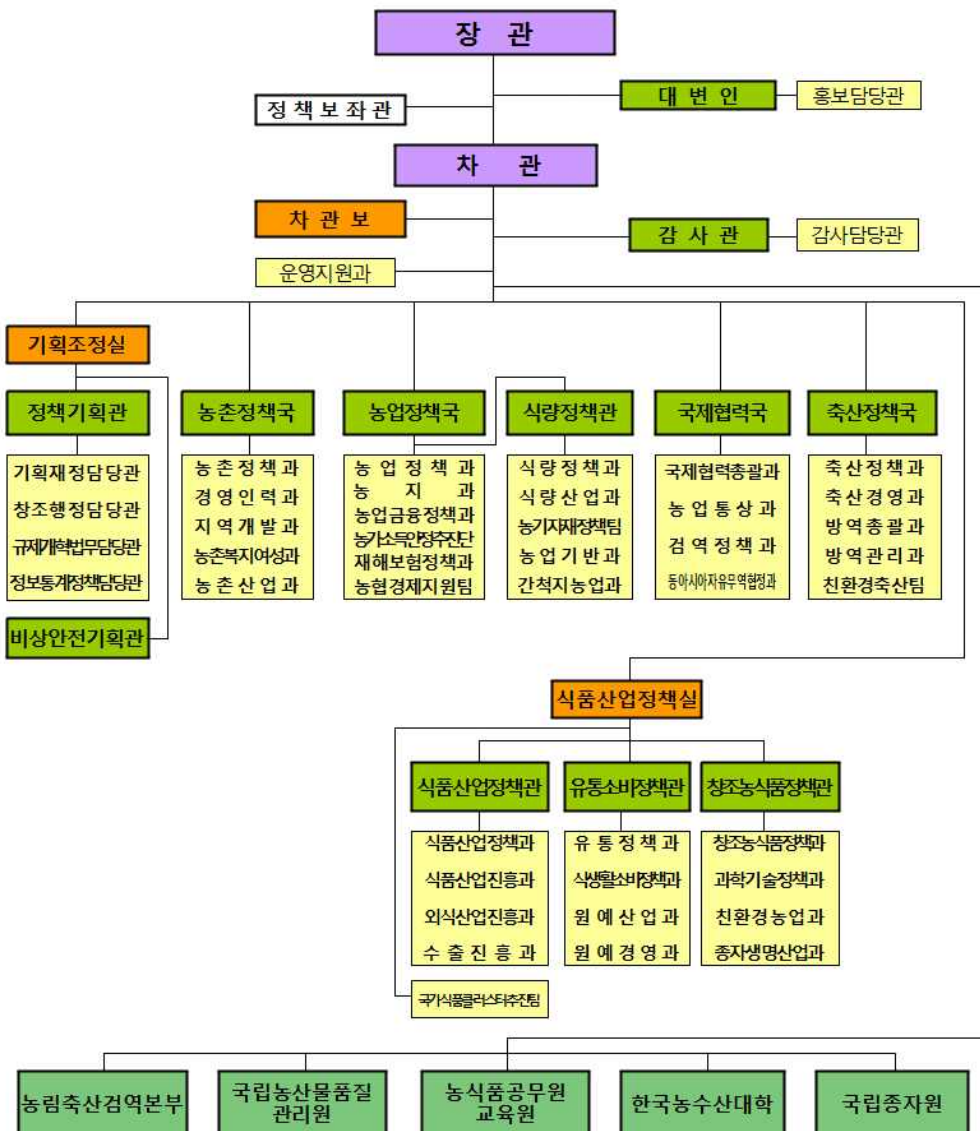 장 관
정 책 보 좌 관
대 변 인
홍보담당관
차 관
차 관 보
감 사 관
감사담당관
운영지원과
기획조정실
정책기획관
기획재정담당관
창조행정담당관
규제개혁법무담당관
정보통계정책담당관
비상안전기획관
농촌정책국
농 촌 정 책 과
경 영 인 력 과
지 역 개 발 과
농촌복지여성과
농 촌 산 업 과
농업정책국
농 업 정 책 과
농 지 과
농업금융정책과
농가소득안정추진단
재해보험정책과
농협경제지원팀
식량정책관
식 량 정 책 과
식 량 산 업 과
농기자재정책팀
농 업 기 반 과
간척지농업과
국제협력국
국제협력총괄과
농 업 통 상 과
검 역 정 책 과
동아시아자유무역협정과
축산정책국
축 산 정 책 과
축 산 경 영 과
방 역 총 괄 과
방 역 관 리 과
친환경축산팀
식품산업정책실
식품산업정책관
식품산업정책과
식품산업진흥과
외식산업진흥과
수 출 진 흥 과
국가식품클러스터추진팀
유통소비정책관
유 통 정 책 과
식생활소비정책과
원 예 산 업 과
원 예 경 영 과
창조농식품정책관
창조농식품정책과
과학기술정책과
친환경농업과
종자생명산업과
농림축산검역본부
국립농산물품질
관리원
농식품공무원
교육원
한국농수산대학
국립종자원